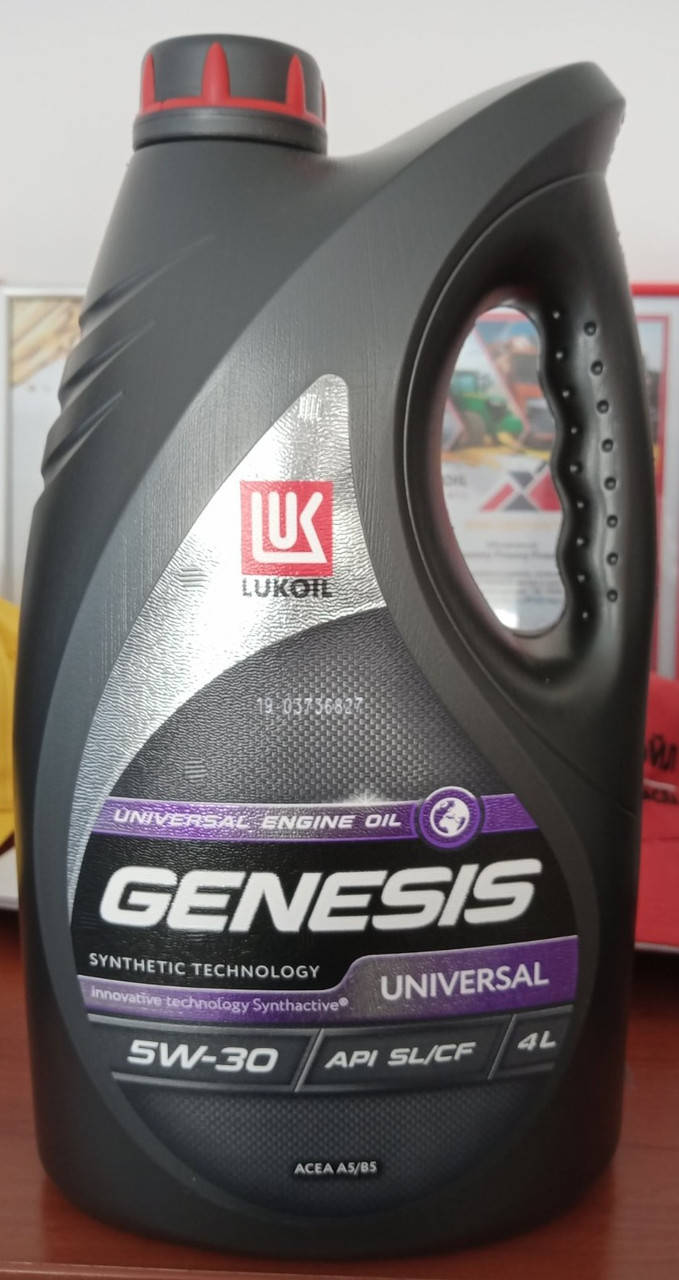 LUK
LUKOIL
19 03736827
UNIVERSAL ENGINE OIL
GENESIS
SYNTHETIC TECHNOLOGY
UNIVERSAL
Innovative technology Synthactive®
5W-30
API SL/CF
4L
ACEA A5/B5